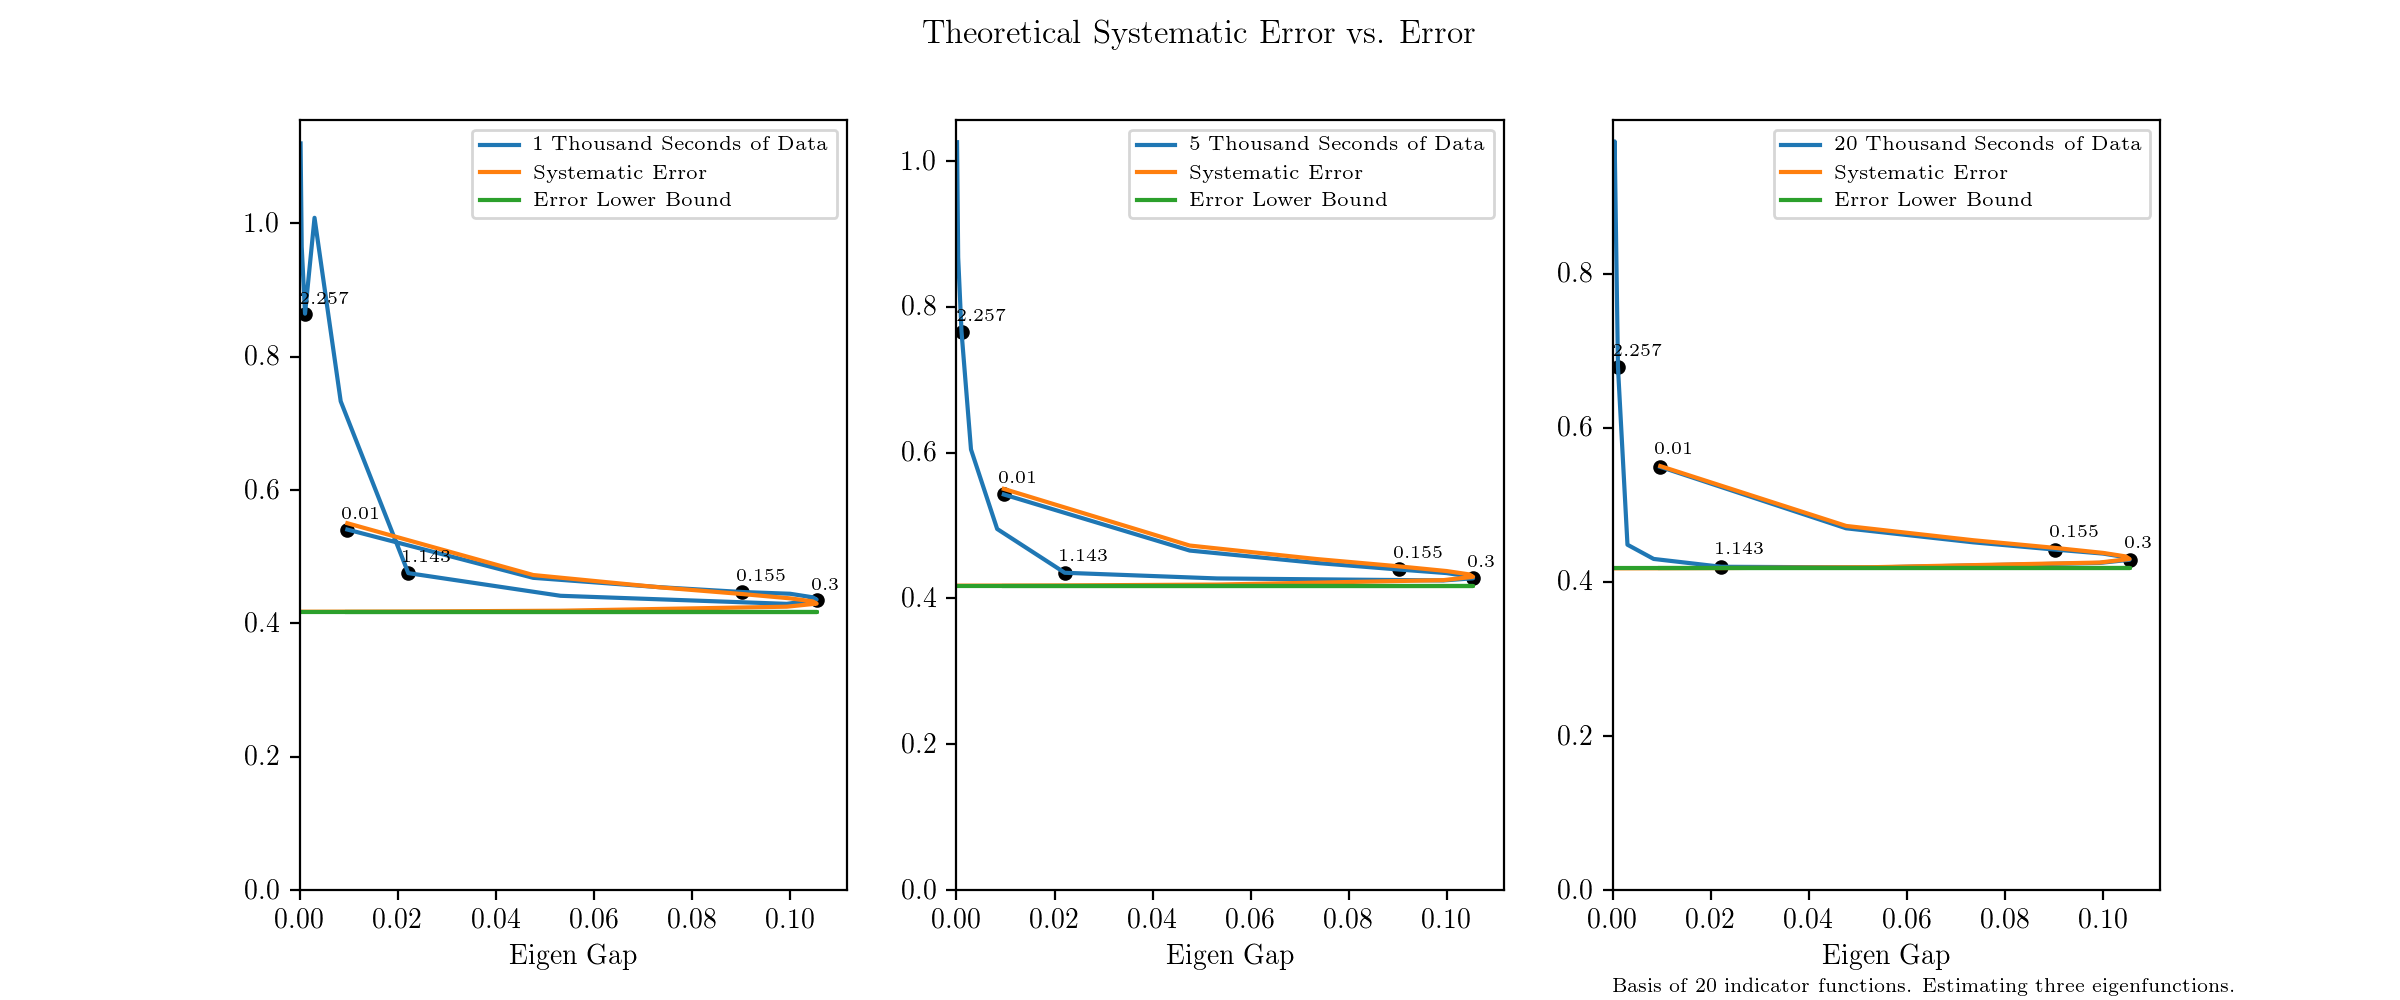 Theoretical Systematic Error vs. Error
1 Thousand Seconds of Data
Systematic Error
Error Lower Bound
1.0
0.8
0.6
0.4
0.2
0.0
2.257
0.01
1.143
0.155
0.3
0.00 0.02 0.04 0.06 0.08 0.10
Eigen Gap
5 Thousand Seconds of Data
Systematic Error
Error Lower Bound
1.0
0.8
0.6
0.4
0.2
0.0
2.257
0.01
1.143
0.155
0.3
0.00 0.02 0.04 0.06 0.08 0.10
Eigen Gap
20 Thousand Seconds of Data
Systematic Error
Error Lower Bound
0.8
0.6
0.4
0.2
0.0
2.257
0.01
1.143
0.155
0.3
0.00 0.02 0.04 0.06 0.08 0.10
Eigen Gap
Basis of 20 indicator functions. Estimating three eigenfunctions.